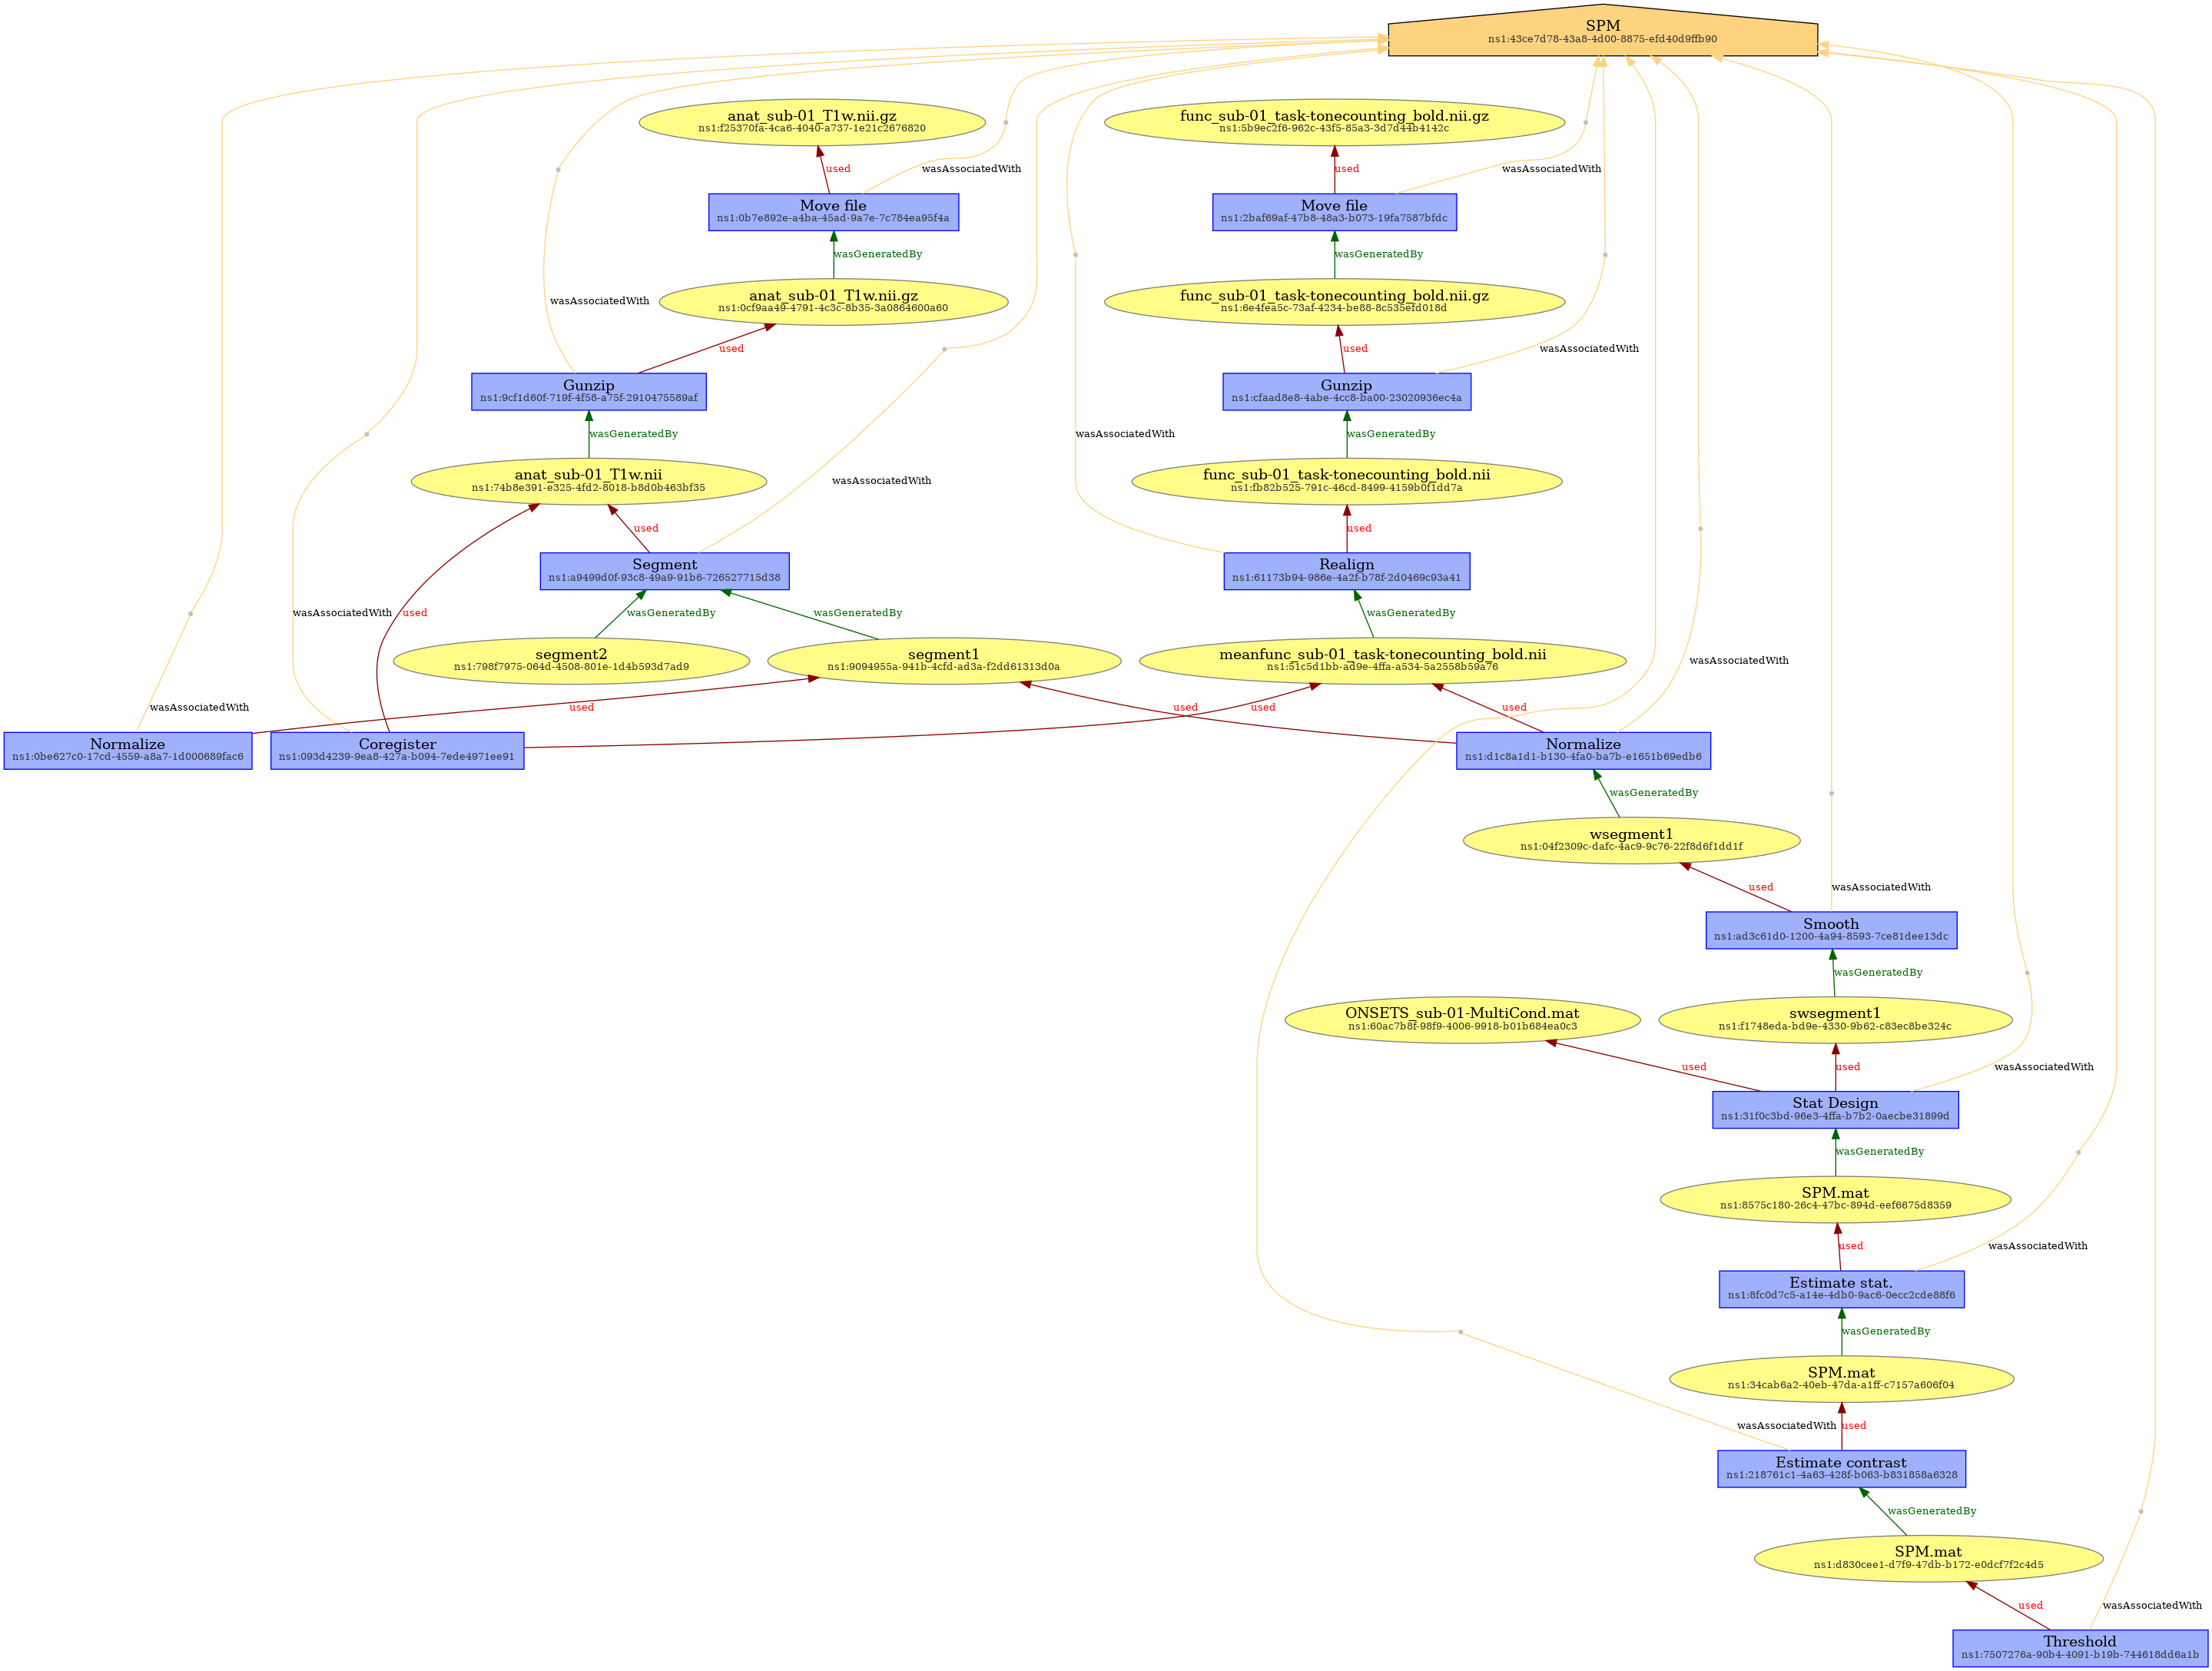 SPM
ns1:43ce7d78-43a8-4d00-8875-efd40d9ffb90
anat_sub-01_T1w.nii.gz
ns1:f25370fa-4ca6-4040-a737-1e21c2676820
func_sub-01_task-tonecounting_bold.nii.gz
ns1:5b9ec2f6-962c-43f5-85a3-3d7d44b4142c
used
wasAssociatedWith
used
wasAssociatedWith
Move file
ns1:0b7e892e-a4ba-45ad-9a7e-7c784ea95f4a
Move file
ns1:2baf69af-47b8-48a3-b073-19fa7587bfdc
wasGeneratedBy
wasGeneratedBy
wasAssociatedWith
anat_sub-01_T1w.nii.gz
ns1:0cf9aa49-4791-4c3c-8b35-3a0864600a60
func_sub-01_task-tonecounting_bold.nii.gz
ns1:6e4fea5c-73af-4234-be88-8c535efd018d
used
used
wasAssociatedWith
Gunzip
ns1:9cf1d60f-719f-4f58-a75f-2910475589af
Gunzip
ns1:cfaad8e8-4abe-4cc8-ba00-23020936ec4a
wasGeneratedBy
wasAssociatedWith
wasGeneratedBy
anat_sub-01_T1w.nii
ns1:74b8e391-e325-4fd2-8018-b8d0b463bf35
wasAssociatedWith
func_sub-01_task-tonecounting_bold.nii
ns1:fb82b525-791c-46cd-8499-4159b0f1dd7a
used
used
Segment
ns1:a9499d0f-93c8-49a9-91b6-726527715d38
Realign
ns1:61173b94-986e-4a2f-b78f-2d0469c93a41
wasAssociatedWith
used
wasGeneratedBy
wasGeneratedBy
wasGeneratedBy
segment2
ns1:798f7975-064d-4508-801e-1d4b593d7ad9
segment1
ns1:9094955a-941b-4cfd-ad3a-f2dd61313d0a
meanfunc_sub-01_task-tonecounting_bold.nii
ns1:51c5d1bb-ad9e-4ffa-a534-5a2558b59a76
wasAssociatedWith
wasAssociatedWith
used
used
used
used
Normalize
ns1:0be627c0-17cd-4559-a8a7-1d000689fac6
Coregister
ns1:093d4239-9ea8-427a-b094-7ede4971ee91
Normalize
ns1:d1c8a1d1-b130-4fa0-ba7b-e1651b69edb6
wasGeneratedBy
wsegment1
ns1:04f2309c-dafc-4ac9-9c76-22f8d6f1dd1f
used
wasAssociatedWith
Smooth
ns1:ad3c61d0-1200-4a94-8593-7ce81dee13dc
wasGeneratedBy
ONSETS_sub-01-MultiCond.mat
ns1:60ac7b8f-98f9-4006-9918-b01b684ea0c3
swsegment1
ns1:f1748eda-bd9e-4330-9b62-c83ec8be324c
used
used
wasAssociatedWith
Stat Design
ns1:31f0c3bd-96e3-4ffa-b7b2-0aecbe31899d
wasGeneratedBy
SPM.mat
ns1:8575c180-26c4-47bc-894d-eef6675d8359
used
wasAssociatedWith
Estimate stat.
ns1:8fc0d7c5-a14e-4db0-9ac6-0ecc2cde88f6
wasGeneratedBy
SPM.mat
ns1:34cab6a2-40eb-47da-a1ff-c7157a606f04
wasAssociatedWith
used
Estimate contrast
ns1:218761c1-4a63-428f-b063-b831858a6328
wasGeneratedBy
SPM.mat
ns1:d830cee1-d7f9-47db-b172-e0dcf7f2c4d5
used
wasAssociatedWith
Threshold
ns1:7507276a-90b4-4091-b19b-744618dd6a1b